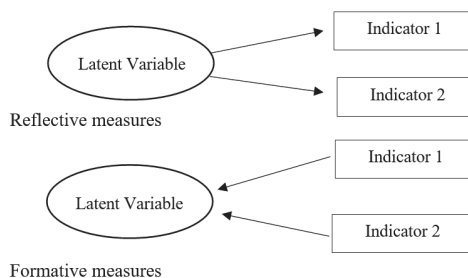 Indicator 1
Latent Variable
Indicator 2
Reflective measures
Indicator 1
Latent Variable
Indicator 2
Formative measures